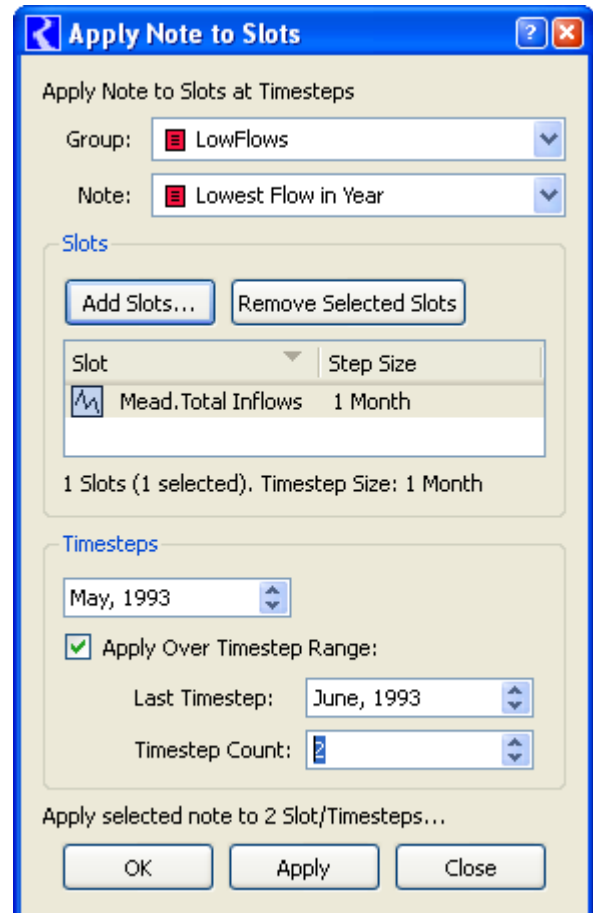 Apply Note to Slots
Apply Note to Slots at Timesteps
Group: LowFlows
Note: Lowest Flow in Year
Slots
Add Slots... Remove Selected Slots
Slot Step Size
Mead.Total Inflows 1 Month
1 Slots (1 selected). Timestep Size: 1 Month
Timesteps
May, 1993
Apply Over Timestep Range:
Last Timestep: June, 1993
Timestep Count: 2
Apply selected note to 2 Slot/Timesteps...
OK Apply Close